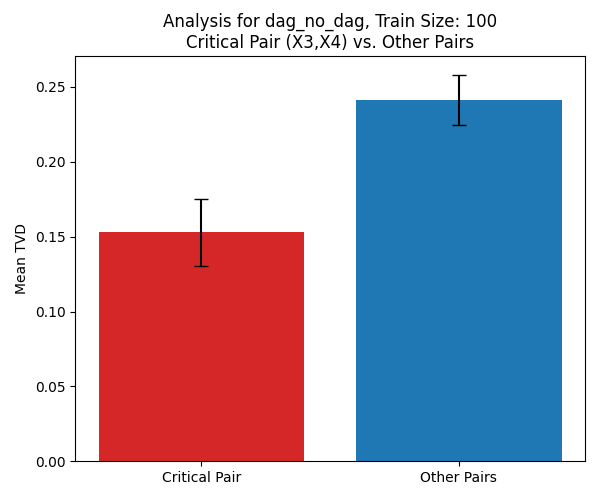 Analysis for dag_no_dag, Train Size: 100
Critical Pair (X3,X4) vs. Other Pairs
Mean TVD
0.25
0.20
0.15
0.10
0.05
0.00
Critical Pair
Other Pairs